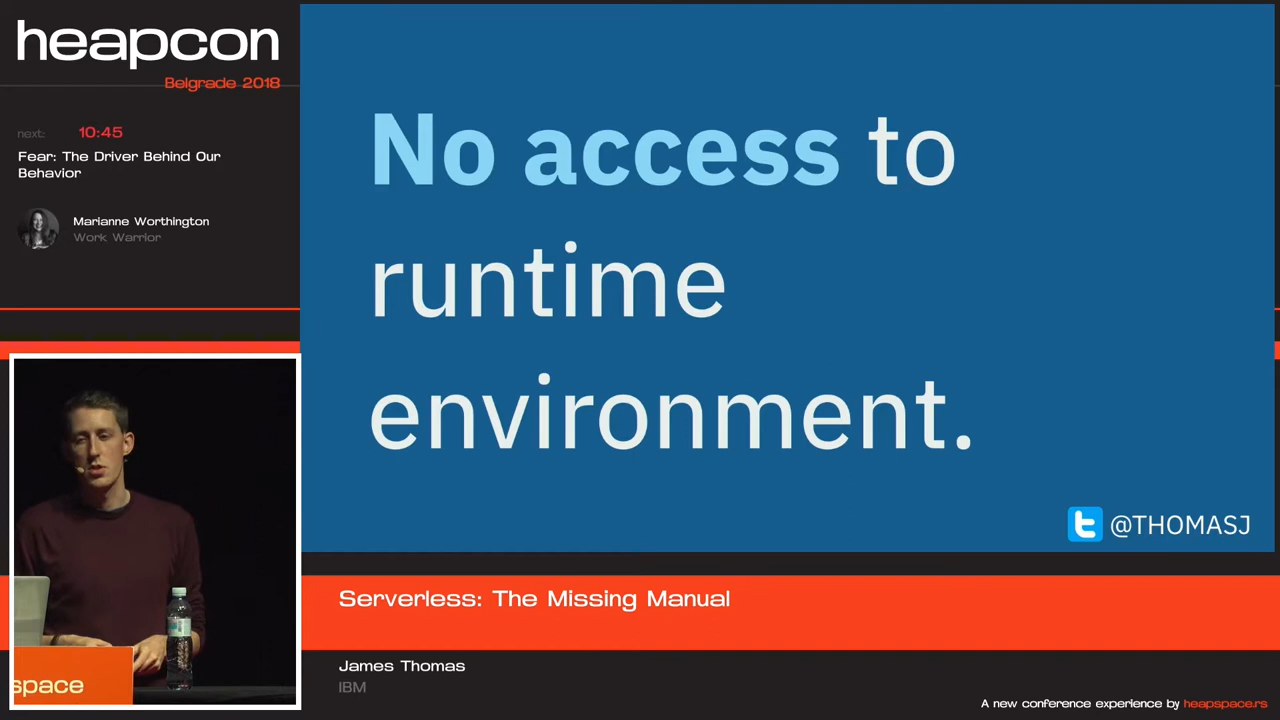 heapcon
Belgrade 2018
next: 10:45
Fear: The Driver Behind Our
Behavior
Marianne Worthington
Work Warrior
No access to
runtime
environment.
@THOMASJ
space
Serverless: The Missing Manual
James Thomas
IBM
A new conference experience by heapspace.rs